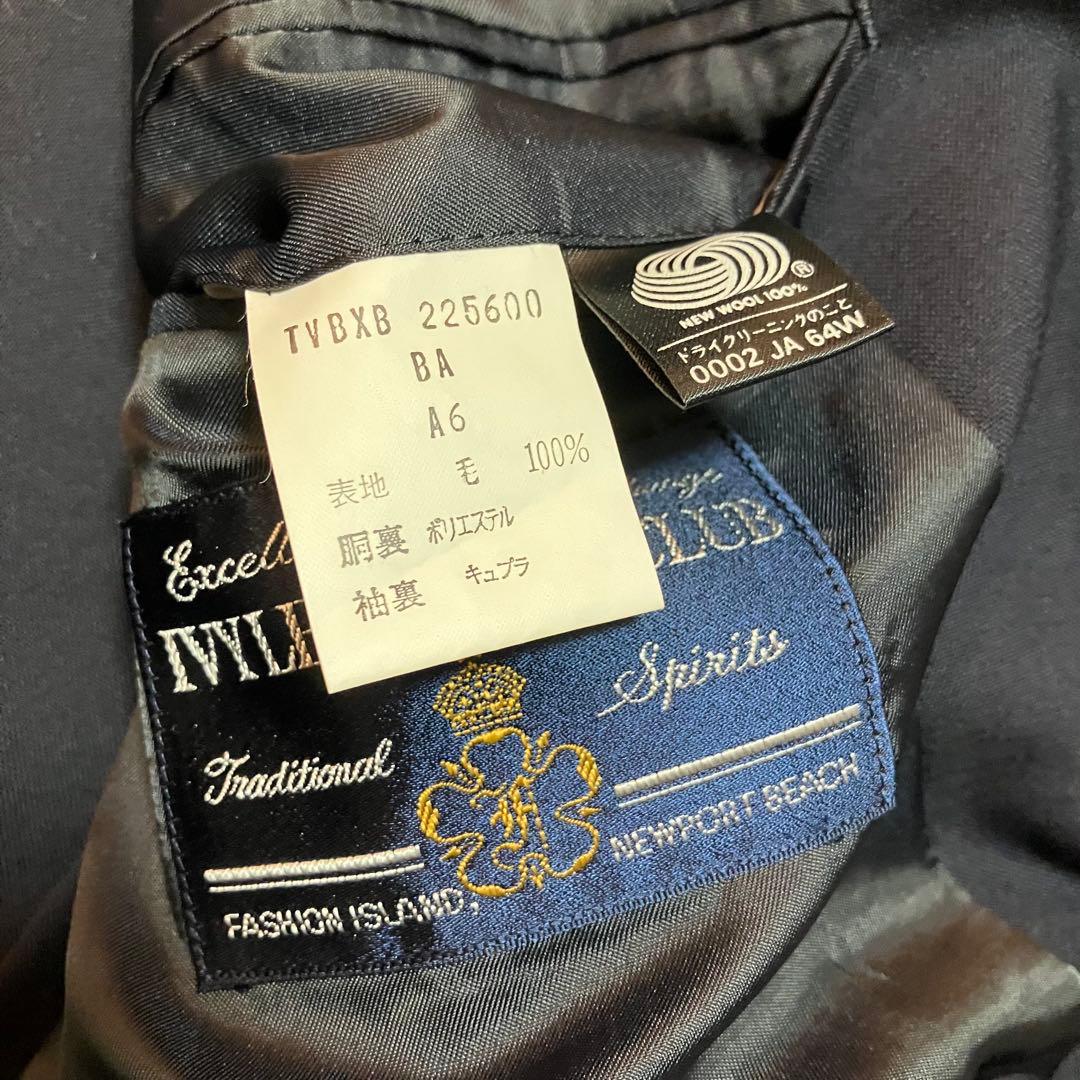 TVBXB 225600
BA
A6
表地 毛 100%
胴裏 ポリエステル
袖裏 キュプラ
NEW WOOL 100%
®
ドライクリーニングのこと
0002 JA 64W
CLUB
Traditional
Spirits
FASHION ISLAND,
NEWPORT BEACH